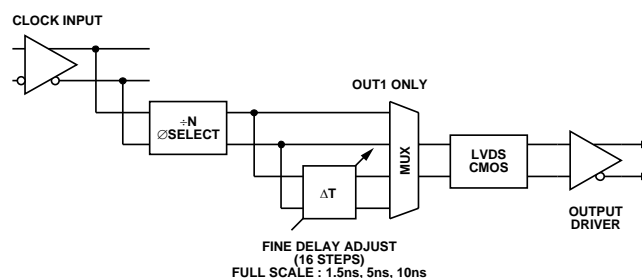 CLOCK INPUT
OUT1 ONLY
÷N
∅SELECT
MUX
LVDS
CMOS
ΔT
OUTPUT
DRIVER
FINE DELAY ADJUST
(16 STEPS)
FULL SCALE : 1.5ns, 5ns, 10ns